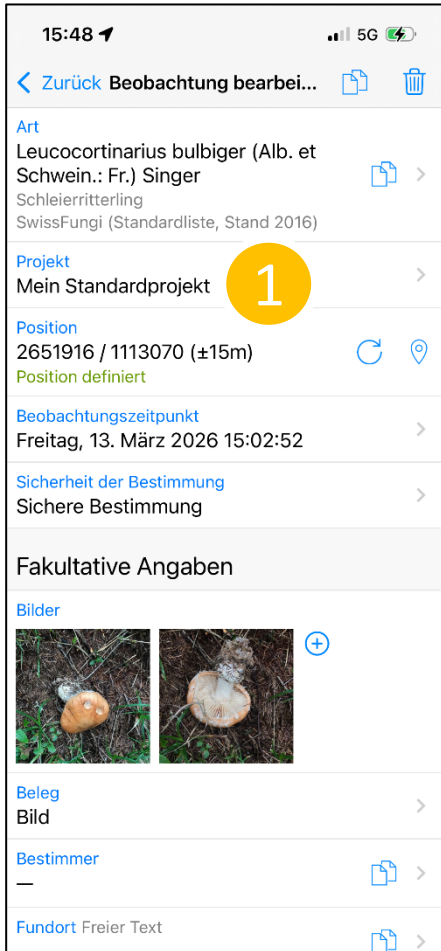 15:48 5G
Zurück Beobachtung bearbei...
Art
Leucocortinarius bulbiger (Alb. et
Schwein.: Fr.) Singer
Schleierritterling
SwissFungi (Standardliste, Stand 2016)
Projekt
Mein Standardprojekt
1
Position
2651916 / 1113070 (±15m)
Position definiert
Beobachtungszeitpunkt
Freitag, 13. März 2026 15:02:52
Sicherheit der Bestimmung
Sichere Bestimmung
Fakultative Angaben
Bilder
Beleg
Bild
Bestimmer
—
Fundort Freier Text